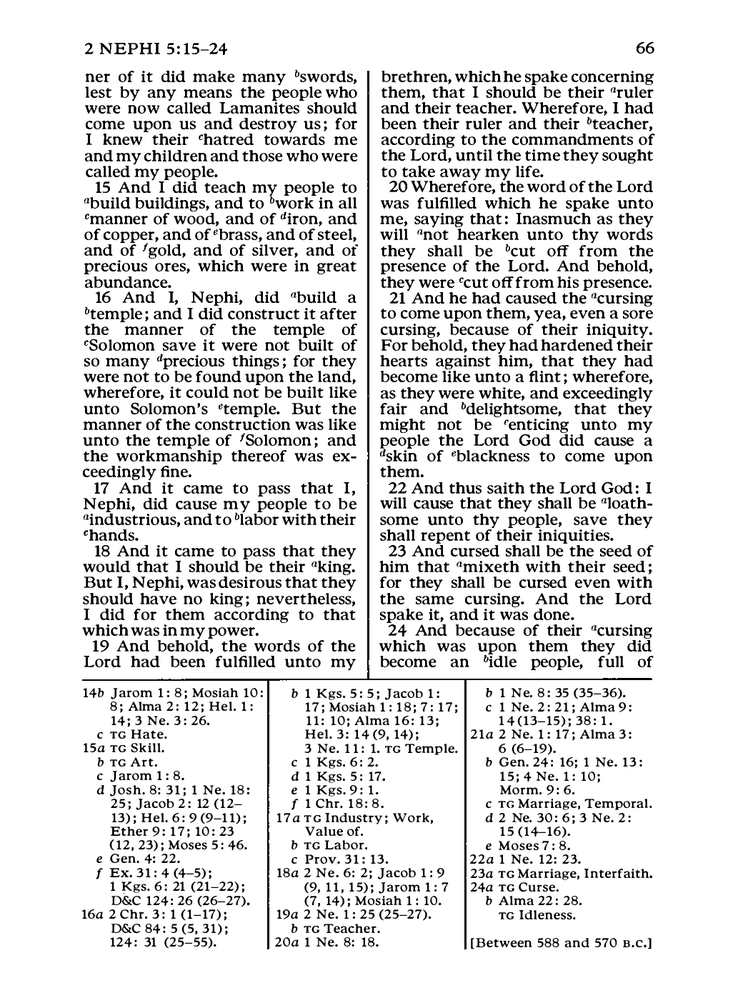 2 NEPHI 5:15–24
66
ner of it did make many ᵇswords,
lest by any means the people who
were now called Lamanites should
come upon us and destroy us; for
I knew their ᶜhatred towards me
and my children and those who were
called my people.
15 And I did teach my people to
ᵃbuild buildings, and to ᵇwork in all
ᶜmanner of wood, and of ᵈiron, and
of copper, and of ᵉbrass, and of steel,
and of ᶠgold, and of silver, and of
precious ores, which were in great
abundance.
16 And I, Nephi, did ᵃbuild a
ᵇtemple; and I did construct it after
the manner of the temple of
ᶜSolomon save it were not built of
so many ᵈprecious things; for they
were not to be found upon the land,
wherefore, it could not be built like
unto Solomon's ᵉtemple. But the
manner of the construction was like
unto the temple of ᶠSolomon; and
the workmanship thereof was ex-
ceedingly fine.
17 And it came to pass that I,
Nephi, did cause my people to be
ᵃindustrious, and to ᵇlabor with their
ᶜhands.
18 And it came to pass that they
would that I should be their ᵃking.
But I, Nephi, was desirous that they
should have no king; nevertheless,
I did for them according to that
which was in my power.
19 And behold, the words of the
Lord had been fulfilled unto my
brethren, which he spake concerning
them, that I should be their ᵃruler
and their teacher. Wherefore, I had
been their ruler and their ᵇteacher,
according to the commandments of
the Lord, until the time they sought
to take away my life.
20 Wherefore, the word of the Lord
was fulfilled which he spake unto
me, saying that: Inasmuch as they
will ᵃnot hearken unto thy words
they shall be ᵇcut off from the
presence of the Lord. And behold,
they were ᶜcut off from his presence.
21 And he had caused the ᵃcursing
to come upon them, yea, even a sore
cursing, because of their iniquity.
For behold, they had hardened their
hearts against him, that they had
become like unto a flint; wherefore,
as they were white, and exceedingly
fair and ᵇdelightsome, that they
might not be ᶜenticing unto my
people the Lord God did cause a
ᵈskin of ᵉblackness to come upon
them.
22 And thus saith the Lord God: I
will cause that they shall be ᵃloath-
some unto thy people, save they
shall repent of their iniquities.
23 And cursed shall be the seed of
him that ᵃmixeth with their seed;
for they shall be cursed even with
the same cursing. And the Lord
spake it, and it was done.
24 And because of their ᵃcursing
which was upon them they did
become an ᵇidle people, full of
14b Jarom 1: 8; Mosiah 10:
8; Alma 2: 12; Hel. 1:
14; 3 Ne. 3: 26.
c TG Hate.
15a TG Skill.
b TG Art.
c Jarom 1: 8.
d Josh. 8: 31; 1 Ne. 18:
25; Jacob 2: 12 (12–
13); Hel. 6: 9 (9–11);
Ether 9: 17; 10: 23
(12, 23); Moses 5: 46.
e Gen. 4: 22.
f Ex. 31: 4 (4–5);
1 Kgs. 6: 21 (21–22);
D&C 124: 26 (26–27).
16a 2 Chr. 3: 1 (1–17);
D&C 84: 5 (5, 31);
124: 31 (25–55).
b 1 Kgs. 5: 5; Jacob 1:
17; Mosiah 1: 18; 7: 17;
11: 10; Alma 16: 13;
Hel. 3: 14 (9, 14);
3 Ne. 11: 1. TG Temple.
c 1 Kgs. 6: 2.
d 1 Kgs. 5: 17.
e 1 Kgs. 9: 1.
f 1 Chr. 18: 8.
17a TG Industry; Work,
Value of.
b TG Labor.
c Prov. 31: 13.
18a 2 Ne. 6: 2; Jacob 1: 9
(9, 11, 15); Jarom 1: 7
(7, 14); Mosiah 1: 10.
19a 2 Ne. 1: 25 (25–27).
b TG Teacher.
20a 1 Ne. 8: 18.
b 1 Ne. 8: 35 (35–36).
c 1 Ne. 2: 21; Alma 9:
14 (13–15); 38: 1.
21a 2 Ne. 1: 17; Alma 3:
6 (6–19).
b Gen. 24: 16; 1 Ne. 13:
15; 4 Ne. 1: 10;
Morm. 9: 6.
c TG Marriage, Temporal.
d 2 Ne. 30: 6; 3 Ne. 2:
15 (14–16).
e Moses 7: 8.
22a 1 Ne. 12: 23.
23a TG Marriage, Interfaith.
24a TG Curse.
b Alma 22: 28.
TG Idleness.
[Between 588 and 570 B.C.]